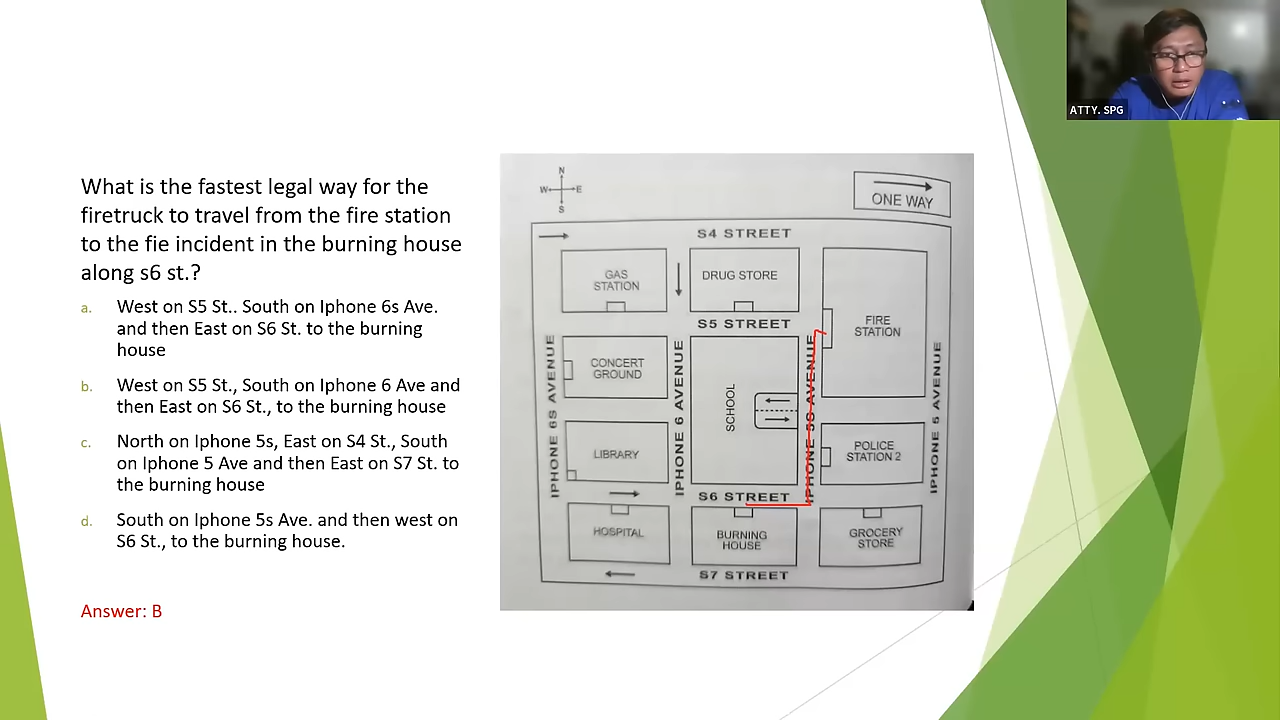 ATTY. SPG
What is the fastest legal way for the
firetruck to travel from the fire station
to the fie incident in the burning house
along s6 st.?
a. West on S5 St.. South on Iphone 6s Ave.
and then East on S6 St. to the burning
house
b. West on S5 St., South on Iphone 6 Ave and
then East on S6 St., to the burning house
c. North on Iphone 5s, East on S4 St., South
on Iphone 5 Ave and then East on S7 St. to
the burning house
d. South on Iphone 5s Ave. and then west on
S6 St., to the burning house.
Answer: B
N
W E
S
ONE WAY
S4 STREET
GAS
STATION
DRUG STORE
FIRE
STATION
S5 STREET
IPHONE 6S AVENUE
CONCERT
GROUND
IPHONE 6 AVENUE
SCHOOL
IPHONE 5S AVENUE
IPHONE 5 AVENUE
LIBRARY
POLICE
STATION 2
S6 STREET
HOSPITAL
BURNING
HOUSE
GROCERY
STORE
S7 STREET